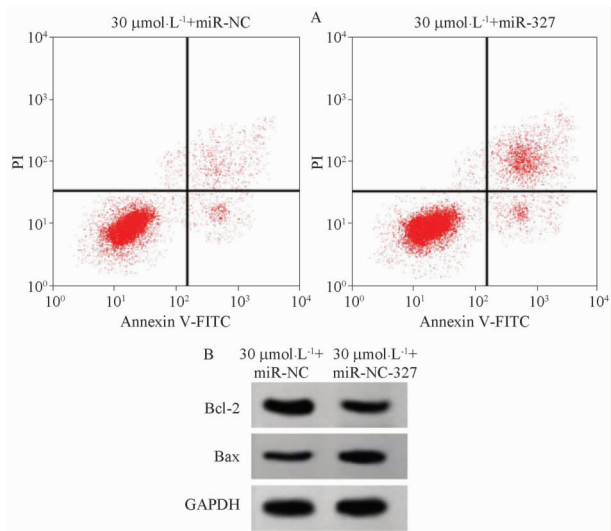 30 μmol·L⁻¹+miR-NC
A
30 μmol·L⁻¹+miR-327
10⁴
10³
10²
10¹
10⁰
PI
10⁰ 10¹ 10² 10³ 10⁴
Annexin V-FITC
10⁴
10³
10²
10¹
10⁰
PI
10⁰ 10¹ 10² 10³ 10⁴
Annexin V-FITC
B
30 μmol·L⁻¹+
miR-NC
30 μmol·L⁻¹+
miR-NC-327
Bcl-2
Bax
GAPDH